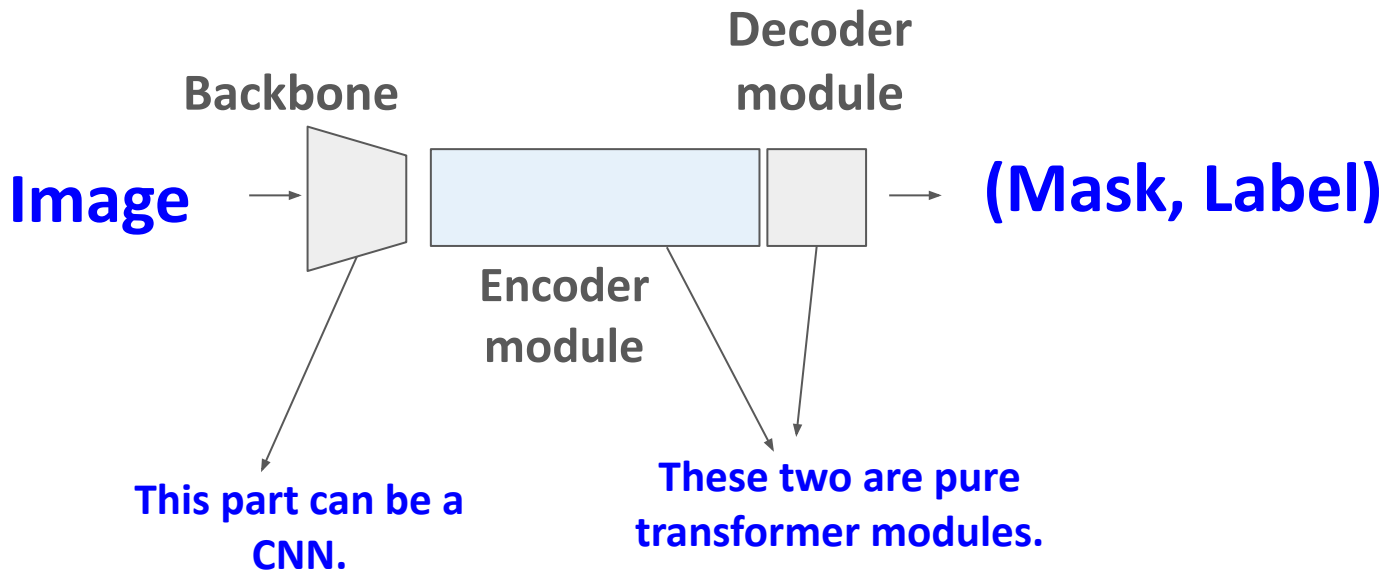 Decoder
module
Backbone
Image
(Mask, Label)
Encoder
module
This part can be a
CNN.
These two are pure
transformer modules.